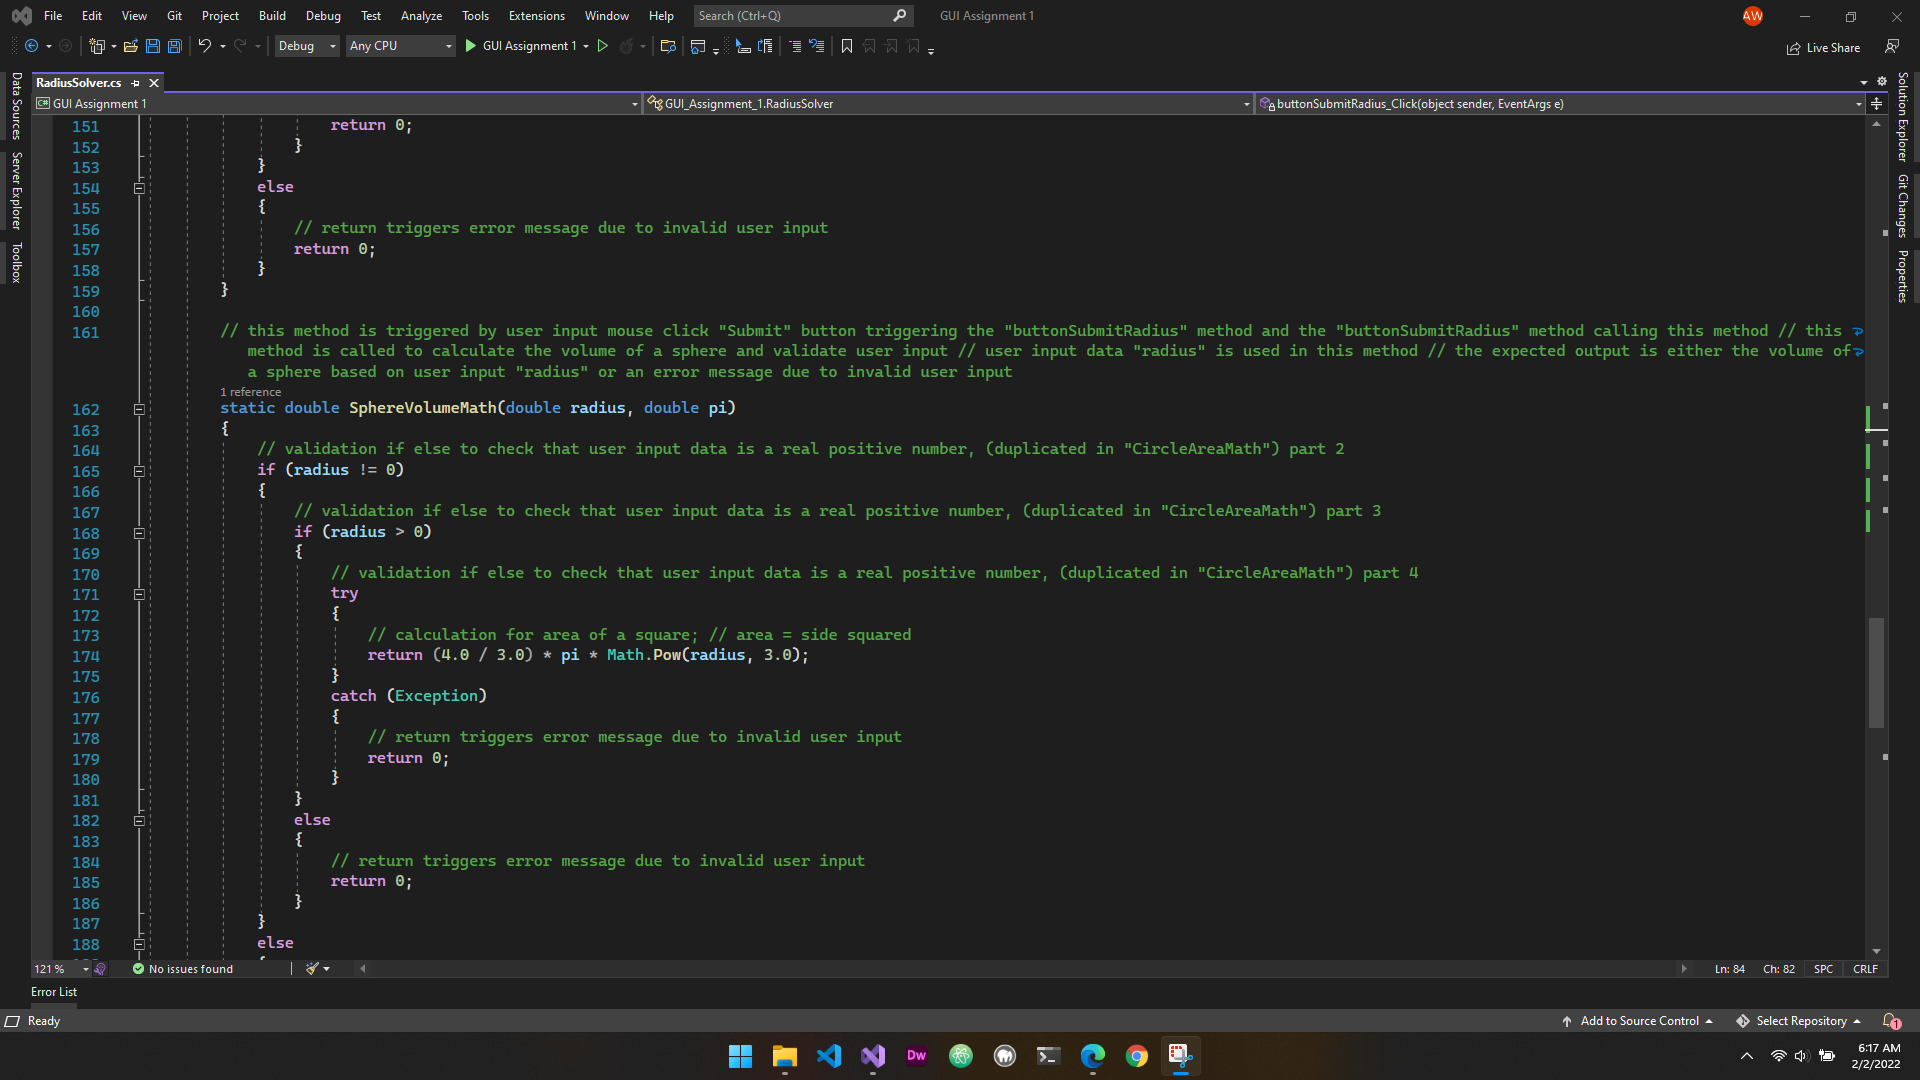 File Edit View Git Project Build Debug Test Analyze Tools Extensions Window Help Search (Ctrl+Q) GUI Assignment 1 AW
Debug Any CPU GUI Assignment 1 Live Share
RadiusSolver.cs
C# GUI Assignment 1 GUI_Assignment_1.RadiusSolver buttonSubmitRadius_Click(object sender, EventArgs e)
Data Sources
Server Explorer
Toolbox
Solution Explorer
Git Changes
Properties
151 return 0;
152 }
153 }
154 else
155 {
156 // return triggers error message due to invalid user input
157 return 0;
158 }
159 }
160
161 // this method is triggered by user input mouse click "Submit" button triggering the "buttonSubmitRadius" method and the "buttonSubmitRadius" method calling this method // this
method is called to calculate the volume of a sphere and validate user input // user input data "radius" is used in this method // the expected output is either the volume of
a sphere based on user input "radius" or an error message due to invalid user input
1 reference
162 static double SphereVolumeMath(double radius, double pi)
163 {
164 // validation if else to check that user input data is a real positive number, (duplicated in "CircleAreaMath") part 2
165 if (radius != 0)
166 {
167 // validation if else to check that user input data is a real positive number, (duplicated in "CircleAreaMath") part 3
168 if (radius > 0)
169 {
170 // validation if else to check that user input data is a real positive number, (duplicated in "CircleAreaMath") part 4
171 try
172 {
173 // calculation for area of a square; // area = side squared
174 return (4.0 / 3.0) * pi * Math.Pow(radius, 3.0);
175 }
176 catch (Exception)
177 {
178 // return triggers error message due to invalid user input
179 return 0;
180 }
181 }
182 else
183 {
184 // return triggers error message due to invalid user input
185 return 0;
186 }
187 }
188 else
121 % No issues found Ln: 84 Ch: 82 SPC CRLF
Error List
Ready Add to Source Control Select Repository 1
Dw
6:17 AM
2/2/2022